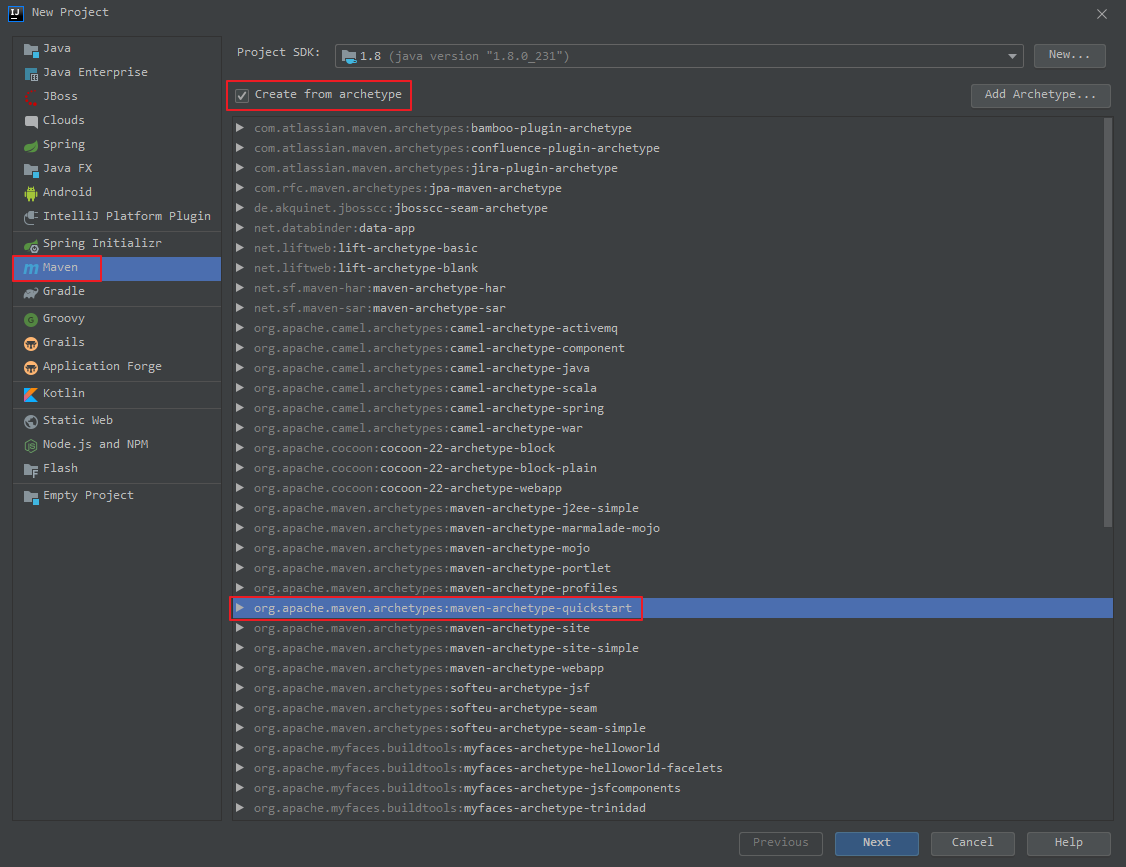 New Project
Java
Java Enterprise
JBoss
Clouds
Spring
Java FX
Android
IntelliJ Platform Plugin
Spring Initializr
Maven
Gradle
Groovy
Grails
Application Forge
Kotlin
Static Web
Node.js and NPM
Flash
Empty Project
Project SDK: 1.8 (java version "1.8.0_231") New...
Create from archetype Add Archetype...
com.atlassian.maven.archetypes:bamboo-plugin-archetype
com.atlassian.maven.archetypes:confluence-plugin-archetype
com.atlassian.maven.archetypes:jira-plugin-archetype
com.rfc.maven.archetypes:jpa-maven-archetype
de.akquinet.jbosscc:jbosscc-seam-archetype
net.databinder:data-app
net.liftweb:lift-archetype-basic
net.liftweb:lift-archetype-blank
net.sf.maven-har:maven-archetype-har
net.sf.maven-sar:maven-archetype-sar
org.apache.camel.archetypes:camel-archetype-activemq
org.apache.camel.archetypes:camel-archetype-component
org.apache.camel.archetypes:camel-archetype-java
org.apache.camel.archetypes:camel-archetype-scala
org.apache.camel.archetypes:camel-archetype-spring
org.apache.camel.archetypes:camel-archetype-war
org.apache.cocoon:cocoon-22-archetype-block
org.apache.cocoon:cocoon-22-archetype-block-plain
org.apache.cocoon:cocoon-22-archetype-webapp
org.apache.maven.archetypes:maven-archetype-j2ee-simple
org.apache.maven.archetypes:maven-archetype-marmalade-mojo
org.apache.maven.archetypes:maven-archetype-mojo
org.apache.maven.archetypes:maven-archetype-portlet
org.apache.maven.archetypes:maven-archetype-profiles
org.apache.maven.archetypes:maven-archetype-quickstart
org.apache.maven.archetypes:maven-archetype-site
org.apache.maven.archetypes:maven-archetype-site-simple
org.apache.maven.archetypes:maven-archetype-webapp
org.apache.maven.archetypes:softeu-archetype-jsf
org.apache.maven.archetypes:softeu-archetype-seam
org.apache.maven.archetypes:softeu-archetype-seam-simple
org.apache.myfaces.buildtools:myfaces-archetype-helloworld
org.apache.myfaces.buildtools:myfaces-archetype-helloworld-facelets
org.apache.myfaces.buildtools:myfaces-archetype-jsfcomponents
org.apache.myfaces.buildtools:myfaces-archetype-trinidad
Previous Next Cancel Help